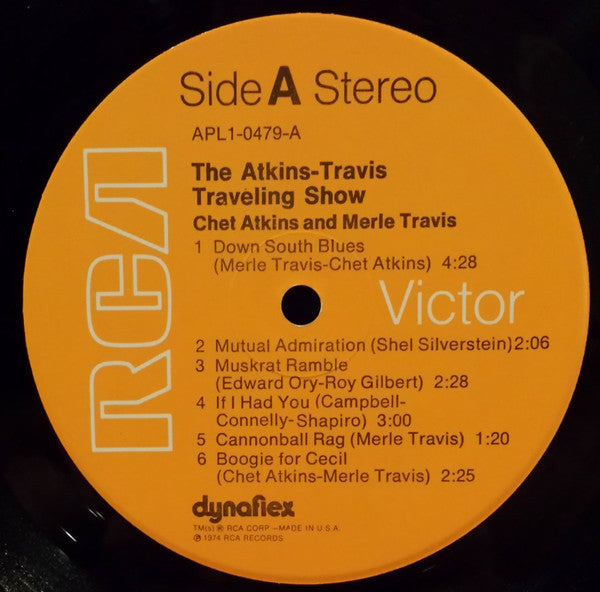 Side A Stereo
APL1-0479-A
The Atkins-Travis
Traveling Show
Chet Atkins and Merle Travis
1 Down South Blues
(Merle Travis-Chet Atkins) 4:28
RCA
Victor
2 Mutual Admiration (Shel Silverstein) 2:06
3 Muskrat Ramble
(Edward Ory-Roy Gilbert) 2:28
4 If I Had You (Campbell-
Connelly-Shapiro) 3:00
5 Cannonball Rag (Merle Travis) 1:20
6 Boogie for Cecil
(Chet Atkins-Merle Travis) 2:25
dynaflex
TM(s) ® RCA CORP.—MADE IN U.S.A.
℗ 1974 RCA RECORDS